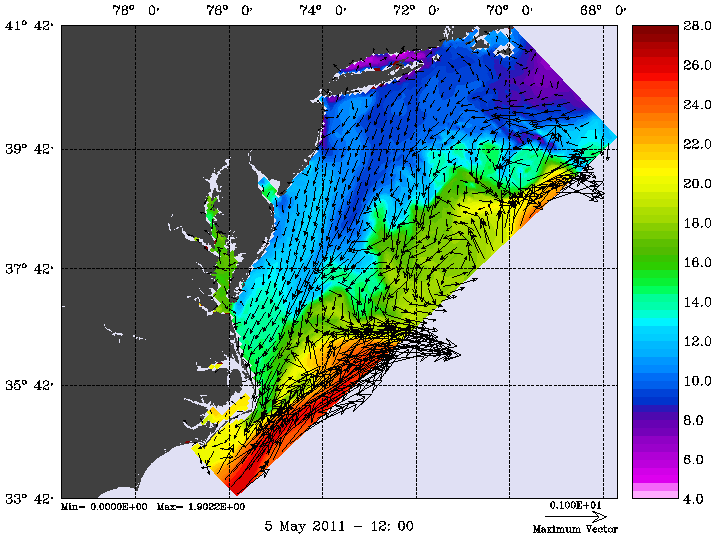 78° 0' 76° 0' 74° 0' 72° 0' 70° 0' 68° 0'
41° 42' 28.0
26.0
24.0
39° 42' 22.0
20.0
18.0
37° 42' 16.0
14.0
12.0
35° 42' 10.0
8.0
6.0
33° 42' 4.0
Min= 0.0000E+00 Max= 1.9022E+00 0.100E+01
5 May 2011 - 12: 00 Maximum Vector